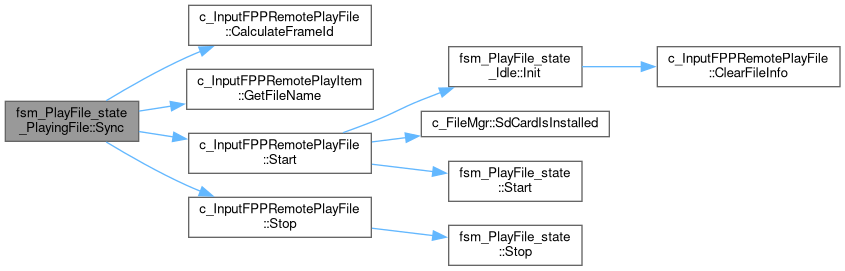 fsm_PlayFile_state
_PlayingFile::Sync
c_InputFPPRemotePlayFile
::CalculateFrameId
c_InputFPPRemotePlayItem
::GetFileName
c_InputFPPRemotePlayFile
::Start
c_InputFPPRemotePlayFile
::Stop
fsm_PlayFile_state
_Idle::Init
c_FileMgr::SdCardIsInstalled
fsm_PlayFile_state
::Start
fsm_PlayFile_state
::Stop
c_InputFPPRemotePlayFile
::ClearFileInfo